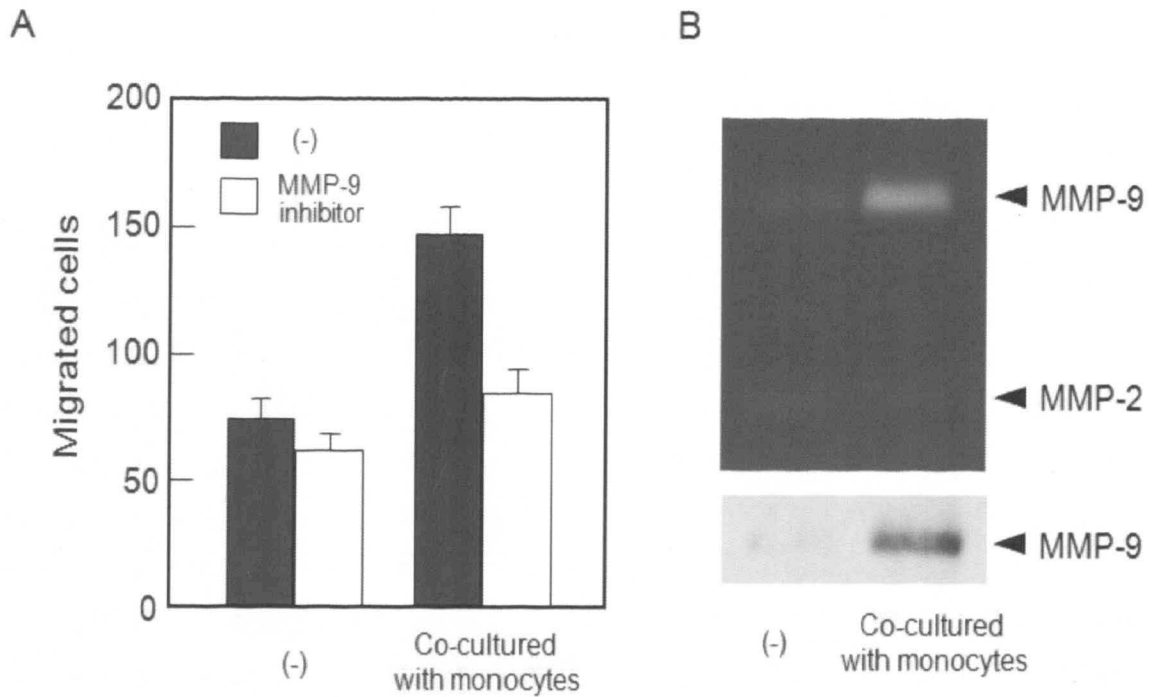 A
Migrated cells
200
150
100
50
0
(-)
MMP-9
inhibitor
(-)
Co-cultured
with monocytes
B
MMP-9
MMP-2
MMP-9
(-)
Co-cultured
with monocytes